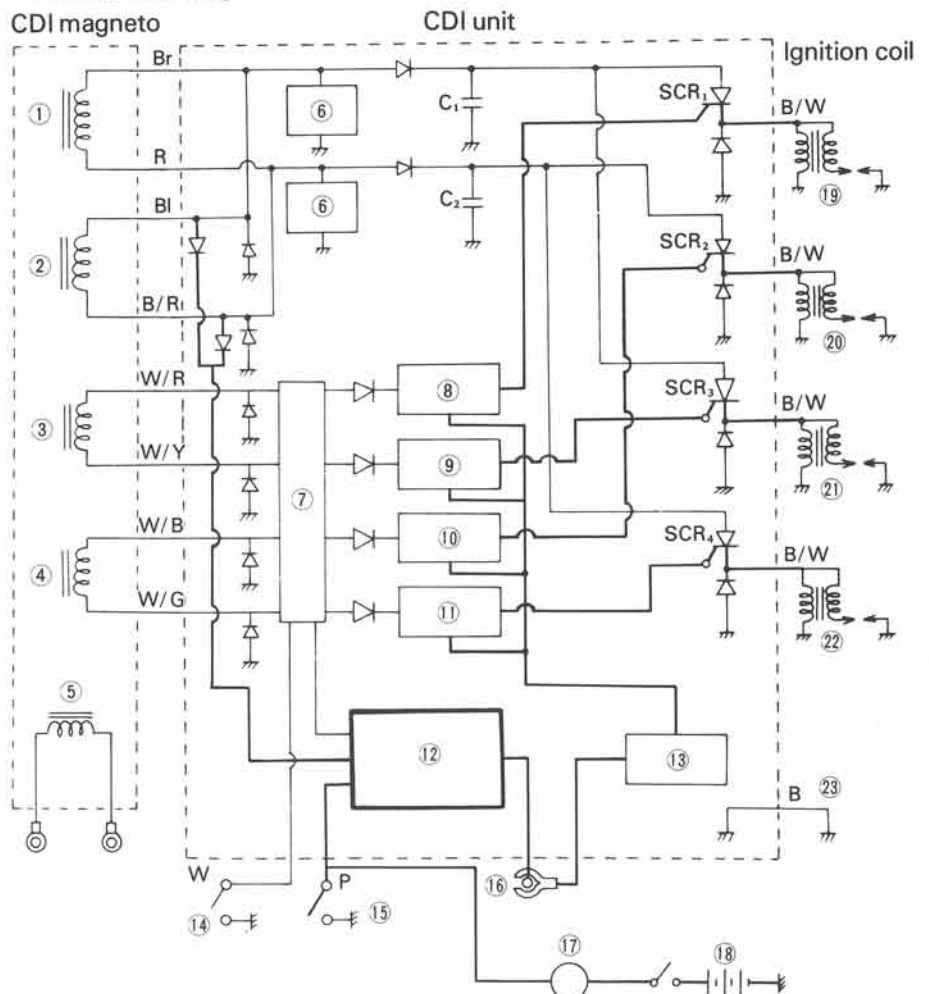 CDI magneto
CDI unit
Ignition coil
Br
①
⑥
C₁
SCR₁
B/W
⑲
R
⑥
C₂
Bl
②
SCR₂
B/W
⑳
B/R
W/R
③
⑧
SCR₃
B/W
㉑
W/Y
⑨
⑦
W/B
④
⑩
SCR₄
B/W
㉒
W/G
⑪
⑤
⑫
⑬
B
㉓
W
⑭
P
⑮
⑯
⑰
⑱